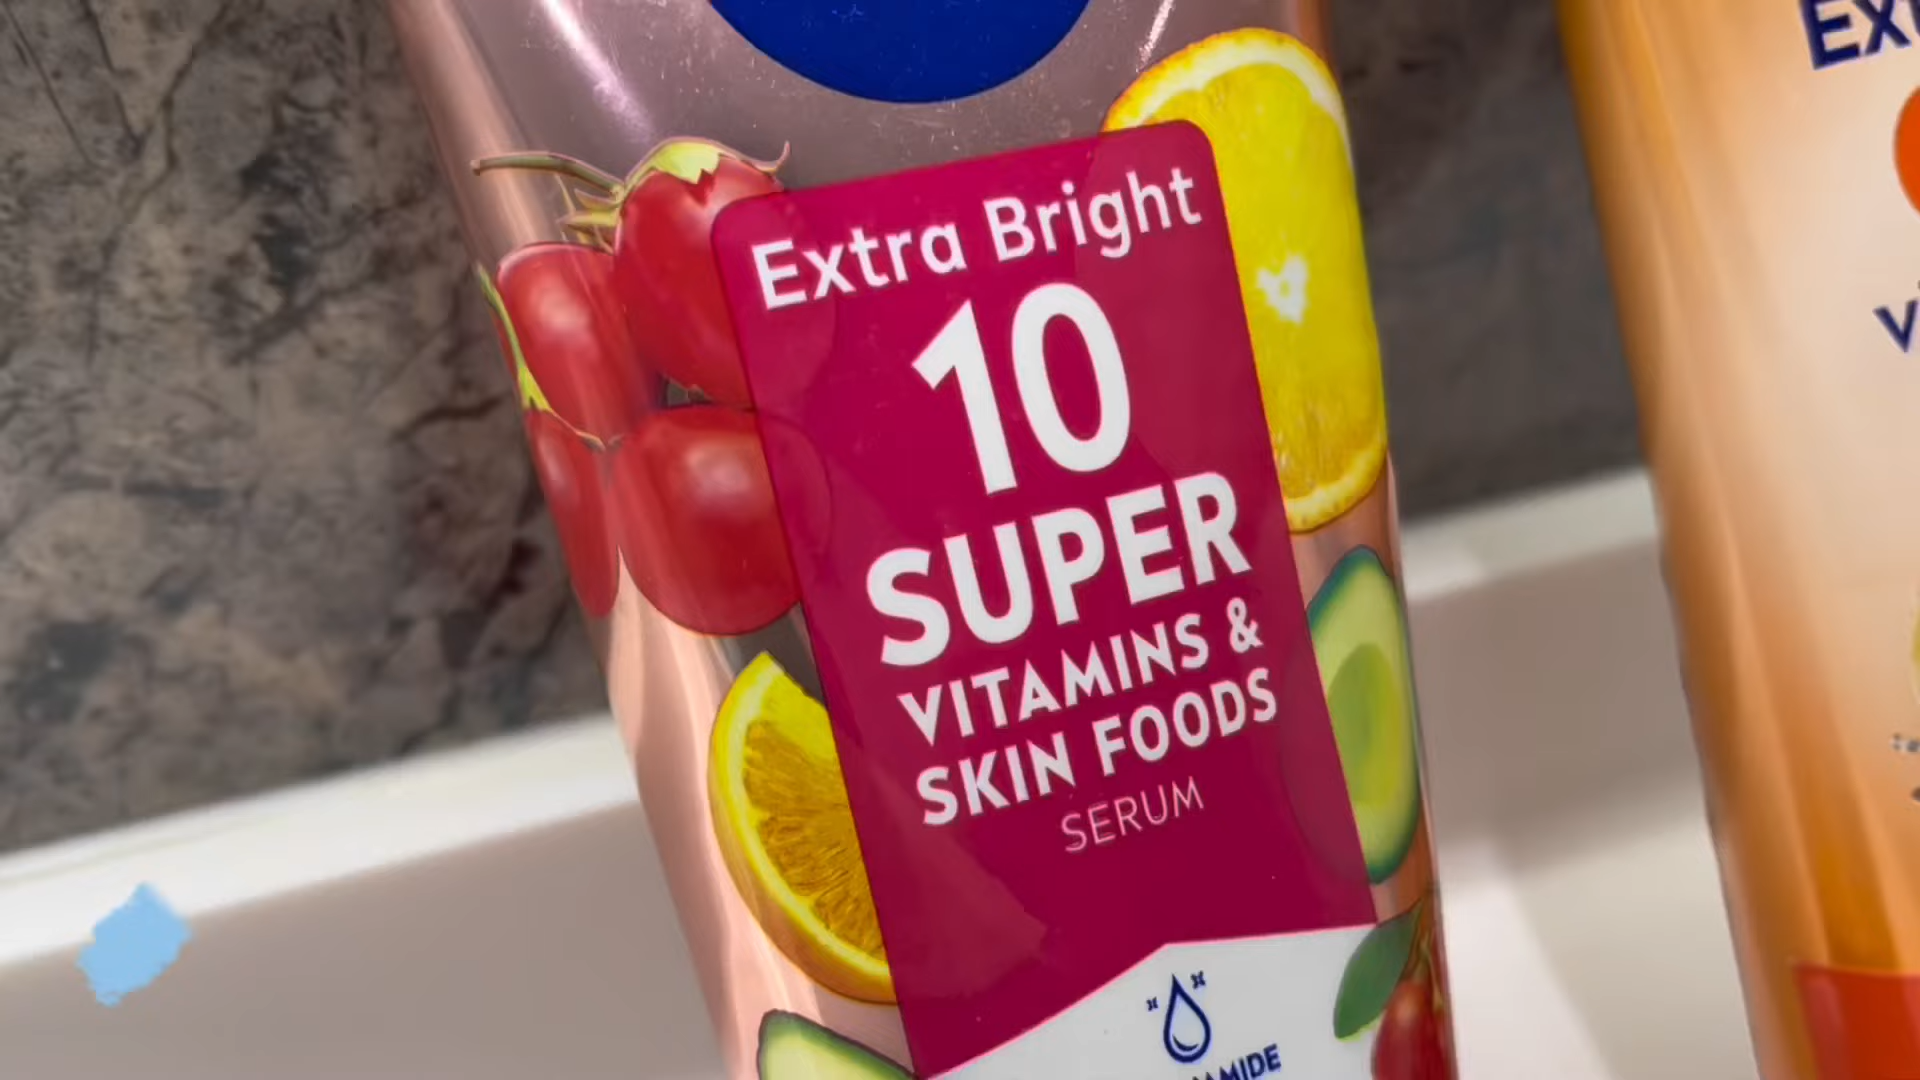 Extra Bright
10
SUPER
VITAMINS &
SKIN FOODS
SERUM